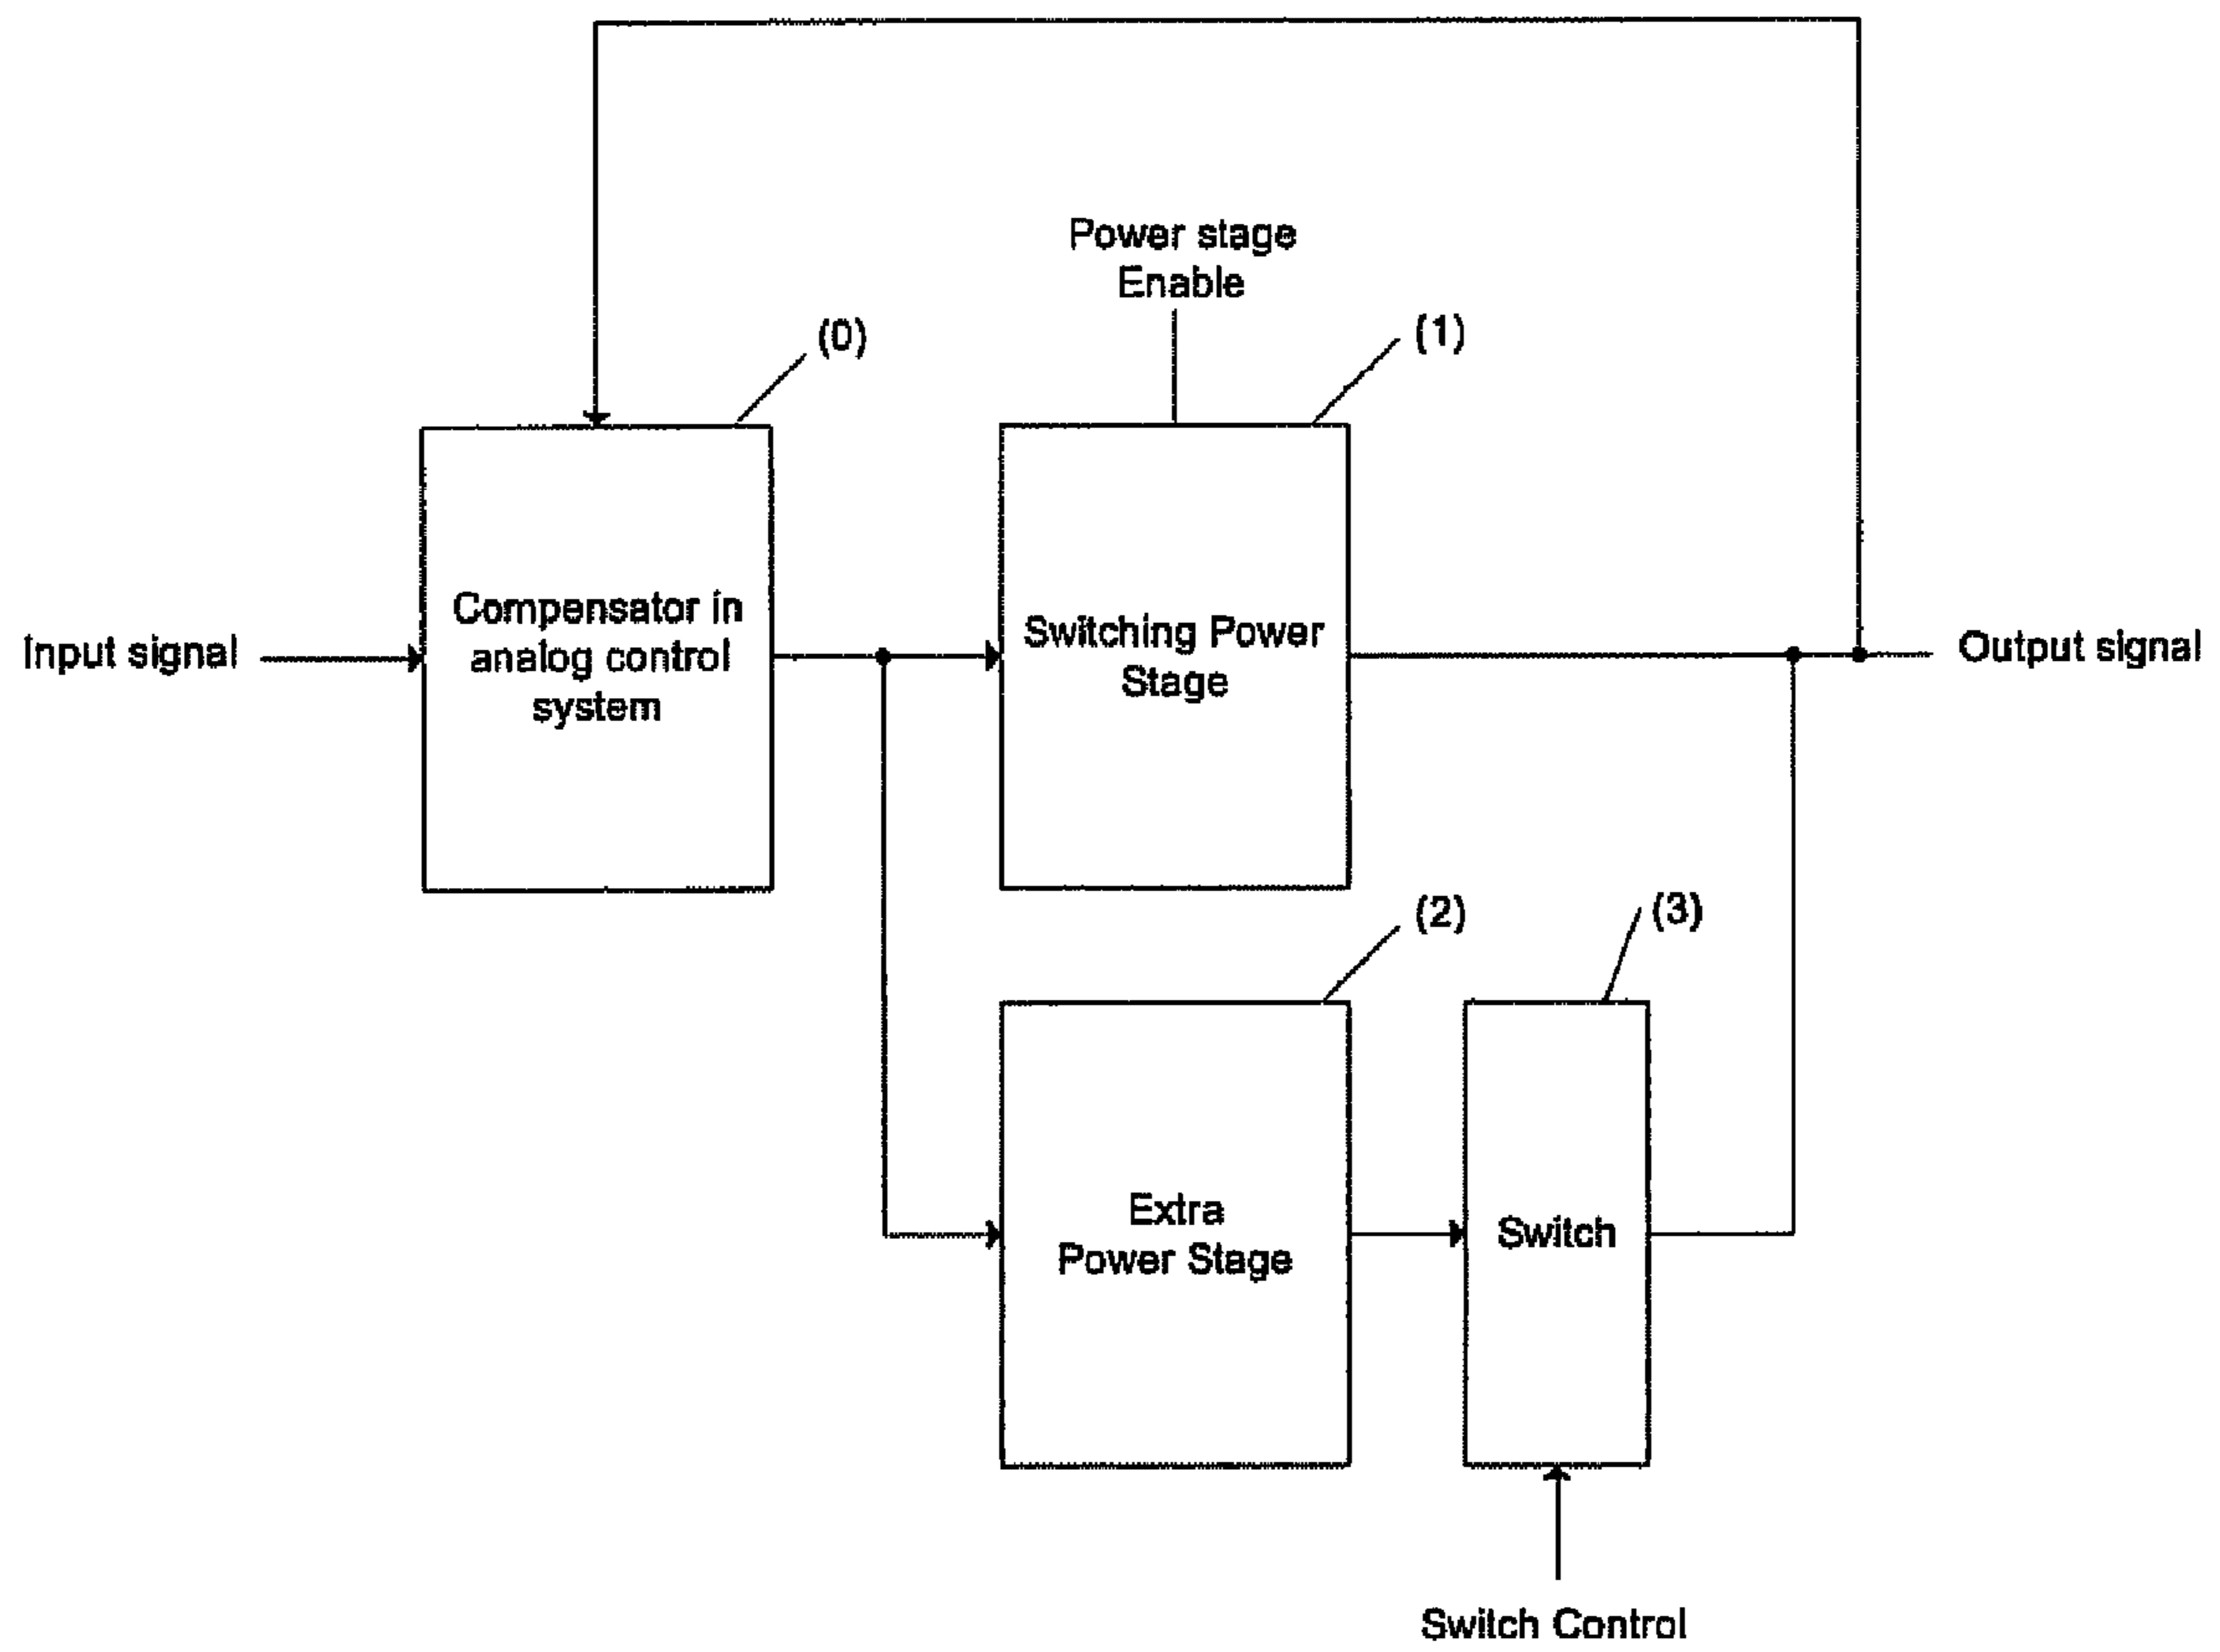 Power stage
Enable
(0)
(1)
Input signal
Compensator in
analog control
system
Switching Power
Stage
Output signal
(2)
(3)
Extra
Power Stage
Switch
Switch Control